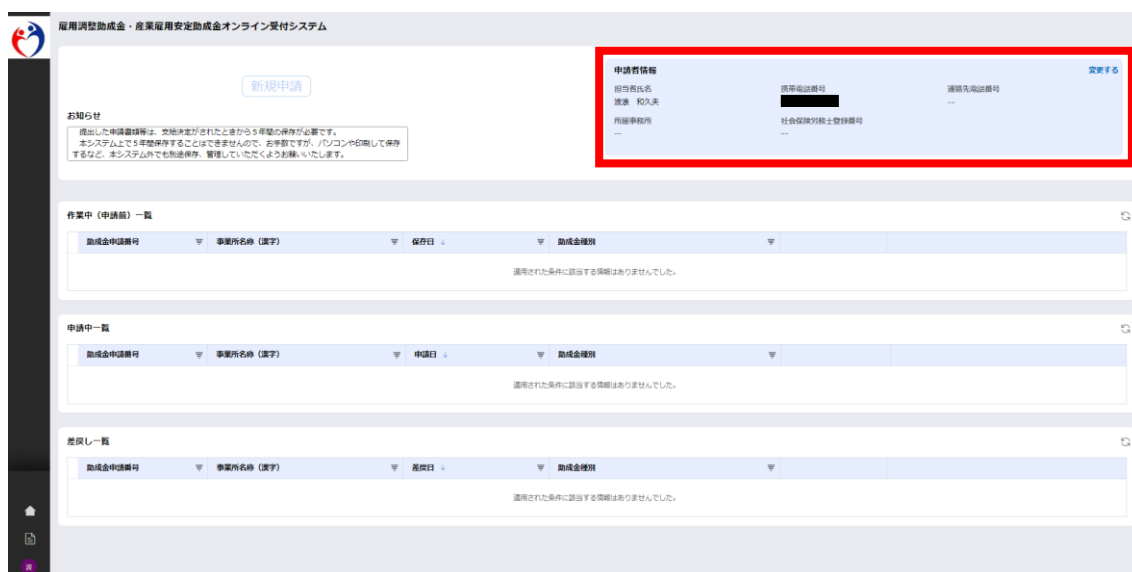 雇用調整助成金・産業雇用安定助成金オンライン受付システム
新規申請
お知らせ
提出した申請書類等は、支給決定がされたときから５年間の保存が必要です。
本システム上で５年間保存することはできませんので、お手数ですが、パソコンや印刷して保存
するなど、本システム外でも別途保存、管理していただくようお願いいたします。
申請者情報 変更する
担当者氏名 携帯電話番号 連絡先電話番号
波浪 和久夫 ---
所属事務所 社会保険労務士登録番号
--- ---
作業中（申請前）一覧
助成金申請番号 事業所名称（漢字） 保存日 ↓ 助成金種別
適用された条件に該当する情報はありませんでした。
申請中一覧
助成金申請番号 事業所名称（漢字） 申請日 ↓ 助成金種別
適用された条件に該当する情報はありませんでした。
差戻し一覧
助成金申請番号 事業所名称（漢字） 差戻日 ↓ 助成金種別
適用された条件に該当する情報はありませんでした。
波